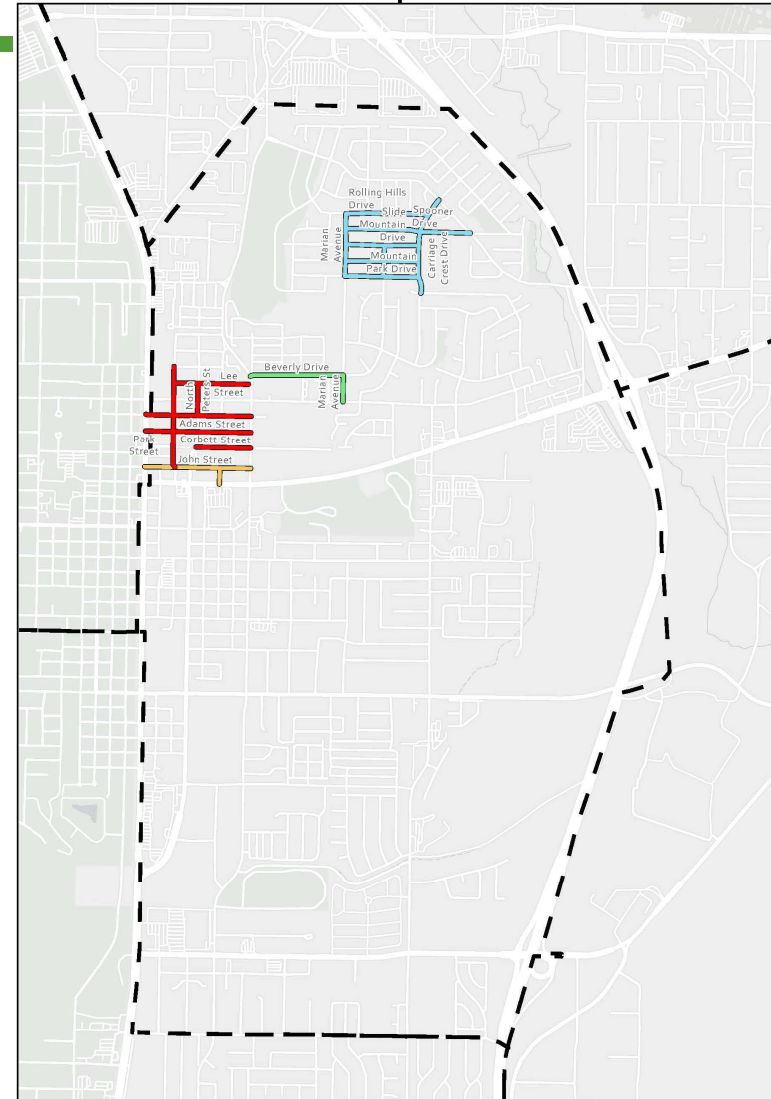 Rolling Hills
Drive
Slide
Spooner
Mountain
Drive
Drive
Mountain
Park Drive
Marian
Avenue
Carriage
Crest Drive
Beverly Drive
Marian
Avenue
Lee
Street
North
Peters St
Adams Street
Park
Street
Corbett Street
John Street